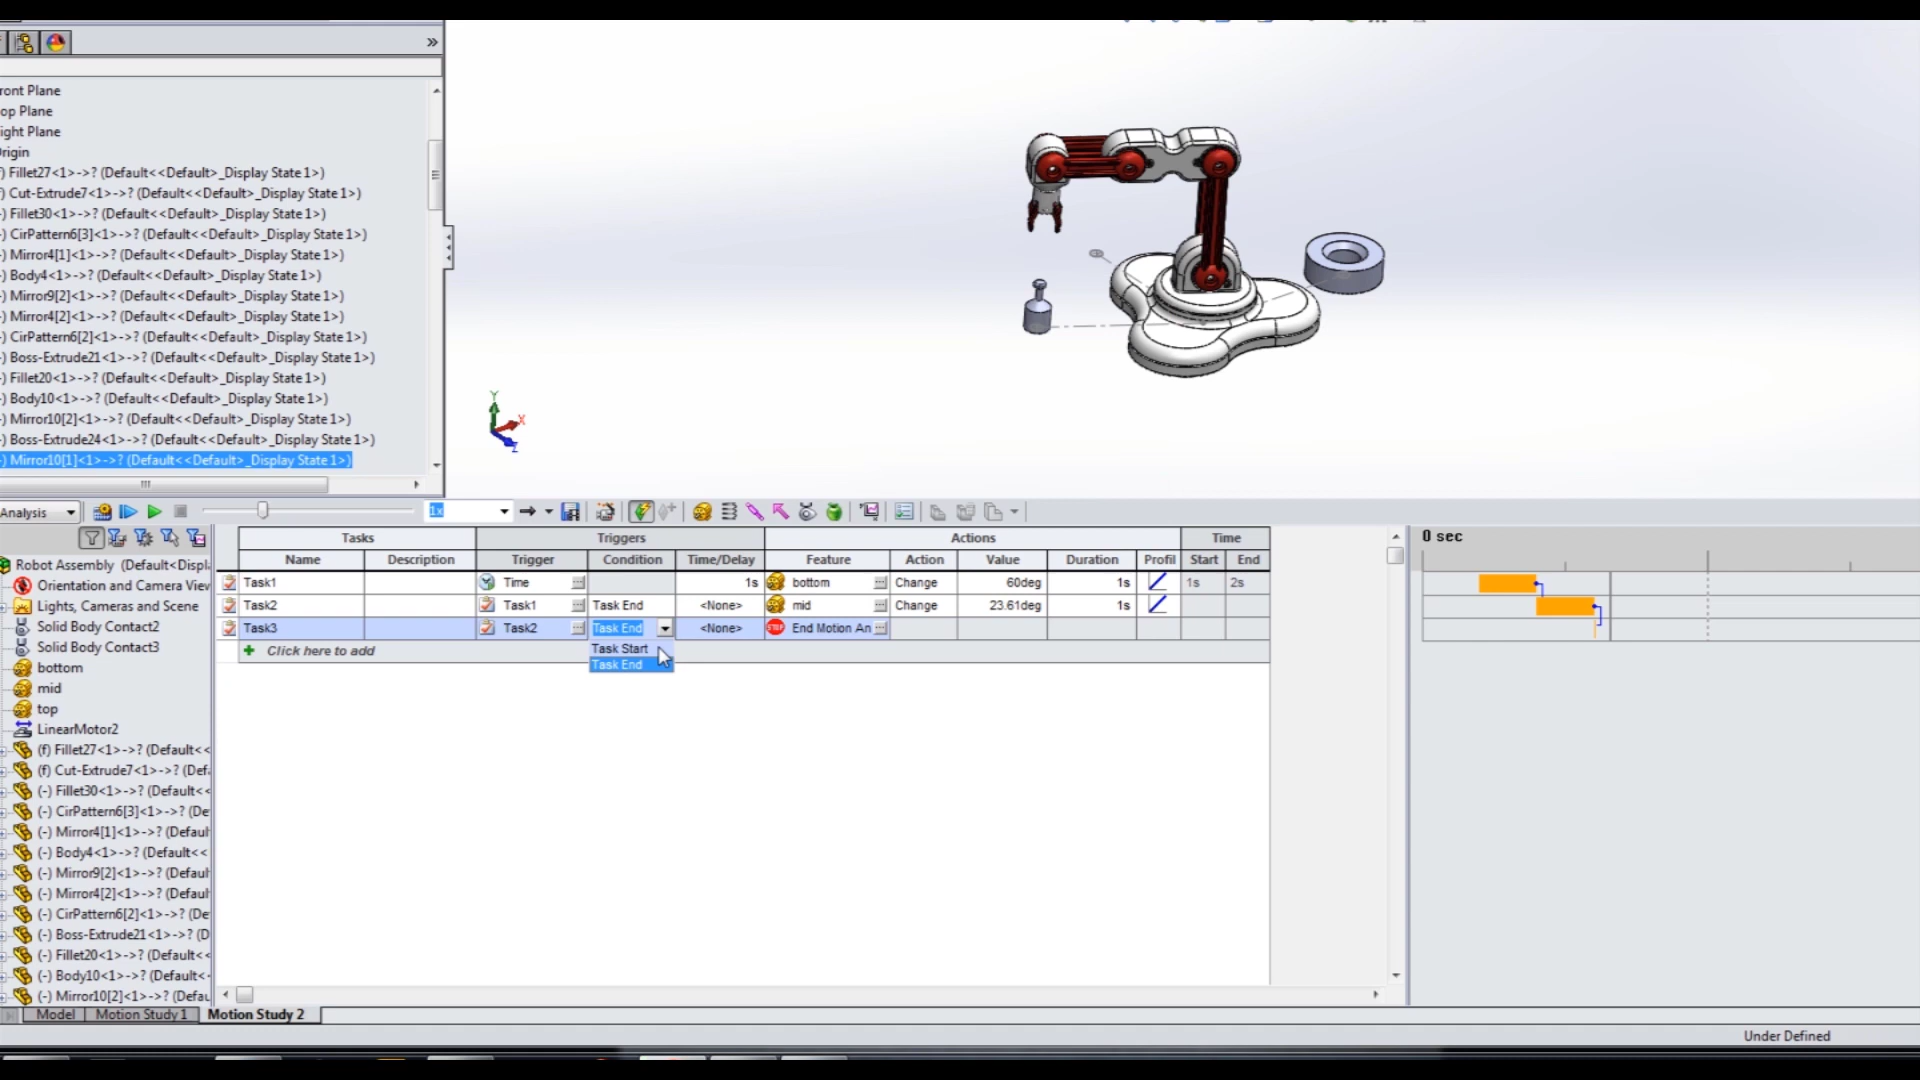 ront Plane
op Plane
ight Plane
rigin
) Fillet27<1>->? (Default<<Default>_Display State 1>)
) Cut-Extrude7<1>->? (Default<<Default>_Display State 1>)
-) Fillet30<1>->? (Default<<Default>_Display State 1>)
-) CirPattern6[3]<1>->? (Default<<Default>_Display State 1>)
-) Mirror4[1]<1>->? (Default<<Default>_Display State 1>)
-) Body4<1>->? (Default<<Default>_Display State 1>)
-) Mirror9[2]<1>->? (Default<<Default>_Display State 1>)
-) Mirror4[2]<1>->? (Default<<Default>_Display State 1>)
-) CirPattern6[2]<1>->? (Default<<Default>_Display State 1>)
-) Boss-Extrude21<1>->? (Default<<Default>_Display State 1>)
-) Fillet20<1>->? (Default<<Default>_Display State 1>)
-) Body10<1>->? (Default<<Default>_Display State 1>)
-) Mirror10[2]<1>->? (Default<<Default>_Display State 1>)
-) Boss-Extrude24<1>->? (Default<<Default>_Display State 1>)
-) Mirror10[1]<1>->? (Default<<Default>_Display State 1>)
Y
X
Z
Analysis 1x
Tasks Triggers Actions Time
Name Description Trigger Condition Time/Delay Feature Action Value Duration Profil Start End
Task1 Time 1s bottom Change 60deg 1s 1s 2s
Task2 Task1 Task End <None> mid Change 23.61deg 1s
Task3 Task2 Task End <None> STOP End Motion An
Click here to add
Task Start
Task End
0 sec
Robot Assembly (Default<Displ
Orientation and Camera View
Lights, Cameras and Scene
Solid Body Contact2
Solid Body Contact3
bottom
mid
top
LinearMotor2
(f) Fillet27<1>->? (Default<<
(f) Cut-Extrude7<1>->? (Def
(-) Fillet30<1>->? (Default<<
(-) CirPattern6[3]<1>->? (De
(-) Mirror4[1]<1>->? (Defaul
(-) Body4<1>->? (Default<<
(-) Mirror9[2]<1>->? (Defaul
(-) Mirror4[2]<1>->? (Defaul
(-) CirPattern6[2]<1>->? (De
(-) Boss-Extrude21<1>->? (D
(-) Fillet20<1>->? (Default<<
(-) Body10<1>->? (Default<
(-) Mirror10[2]<1>->? (Defau
Model Motion Study 1 Motion Study 2
Under Defined